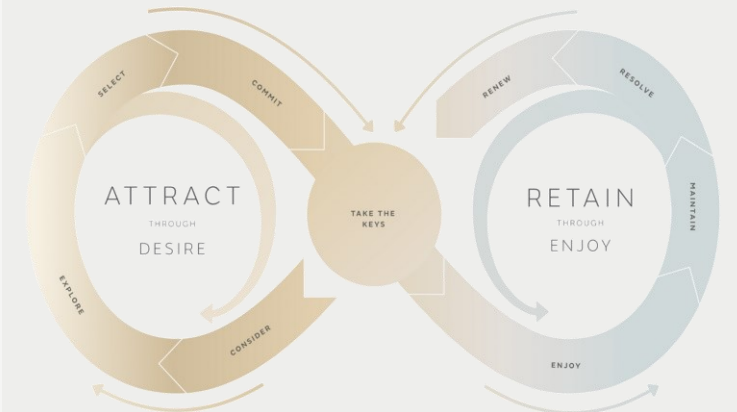 SELECT
COMMIT
ATTRACT
THROUGH
DESIRE
EXPLORE
CONSIDER
TAKE THE
KEYS
RENEW
RESOLVE
RETAIN
THROUGH
ENJOY
MAINTAIN
ENJOY